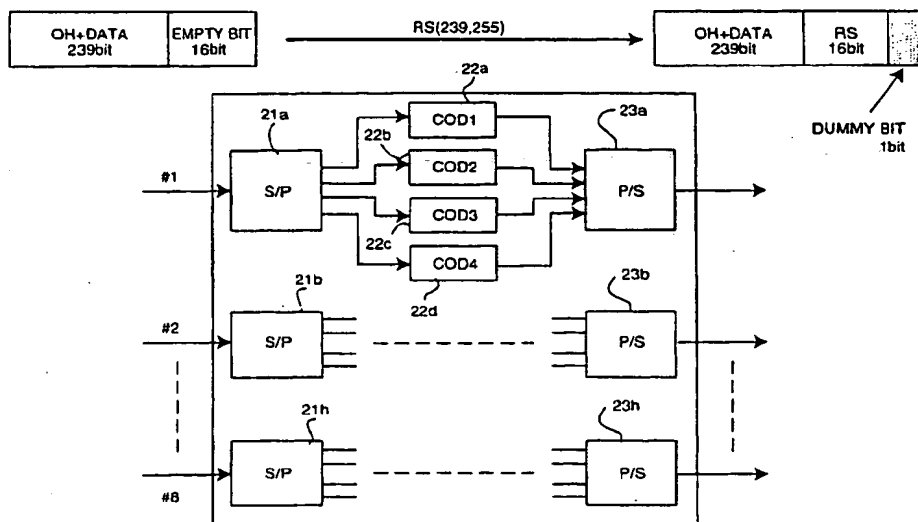 OH+DATA
239bit
EMPTY BIT
16bit
RS(239,255)
OH+DATA
239bit
RS
16bit
DUMMY BIT
1bit
22a
21a
COD1
23a
22b
COD2
#1
S/P
P/S
COD3
22c
COD4
22d
21b
23b
#2
S/P
P/S
21h
23h
S/P
P/S
#8